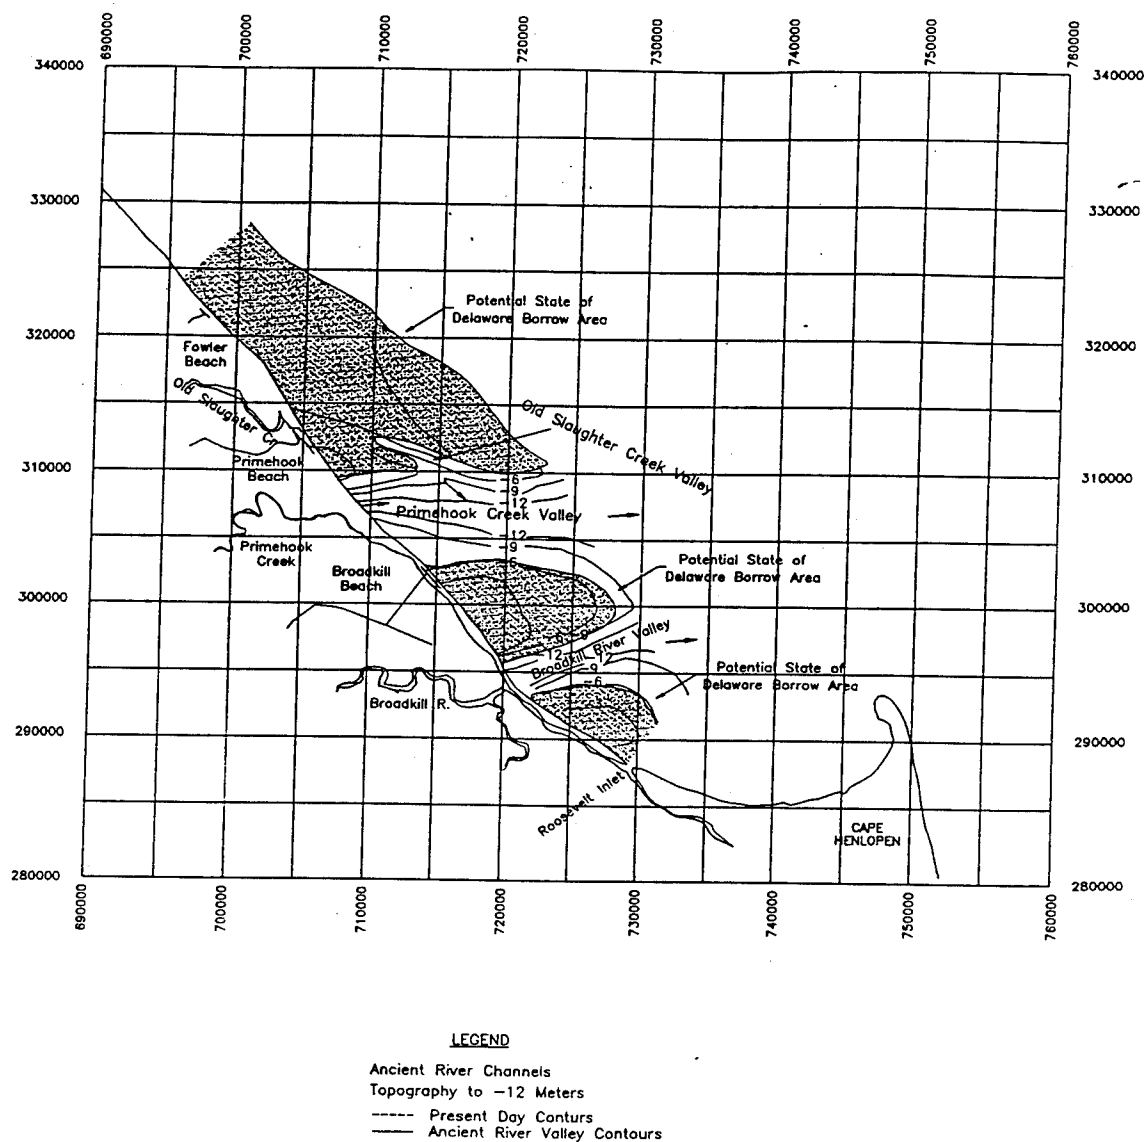 690000
700000
710000
720000
730000
740000
750000
760000
340000
340000
330000
330000
Potential State of
Delaware Borrow Area
320000
320000
Fowler
Beach
Old Slaughter Cr.
Old Slaughter Creek Valley
Primehook
Beach
310000
310000
-6
-9
-12
Primehook Creek Valley
-12
-9
-6
Primehook
Creek
Broadkill
Beach
Potential State of
Delaware Borrow Area
300000
300000
-6
-9
-12
Broadkill River Valley
-12
-9
-6
-3
Potential State of
Delaware Borrow Area
Broadkill R.
290000
290000
Roosevelt Inlet
CAPE
HENLOPEN
280000
280000
690000
700000
710000
720000
730000
740000
750000
760000
LEGEND
Ancient River Channels
Topography to -12 Meters
Present Day Conturs
Ancient River Valley Contours